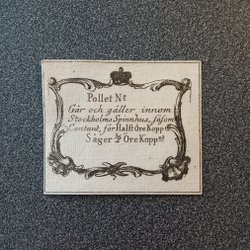 Pollet Nº
Går och gäller innom
Stockholms Spinnhus, såsom
Contant, för Halft Öre Kopp
Säger ½ Öre Kopp